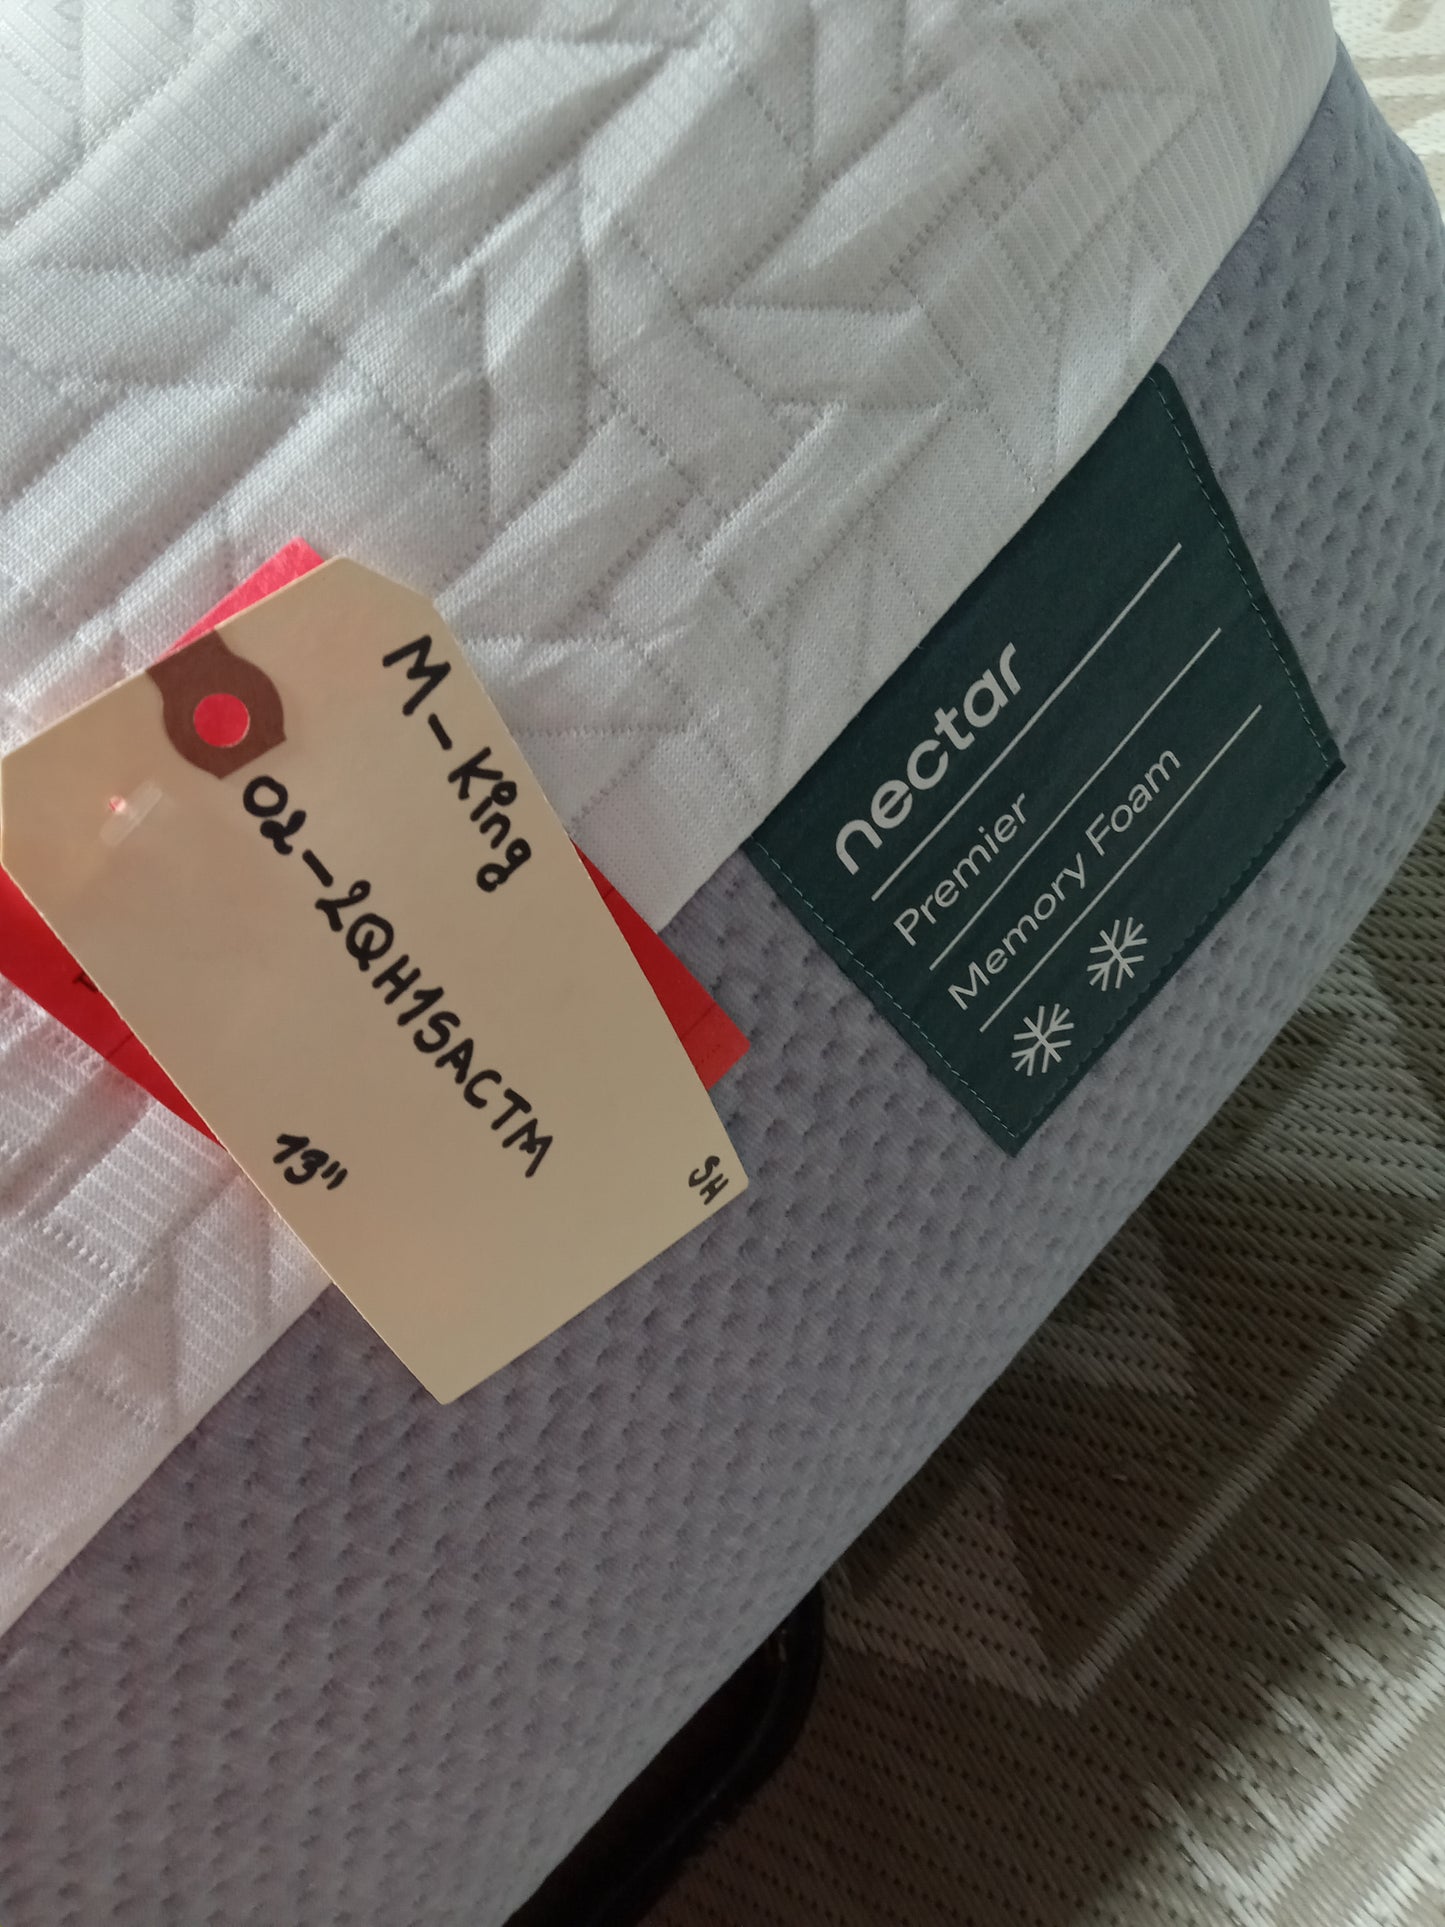 M-King
02-2QH15ACTM
13"
SH
nectar
Premier
Memory Foam